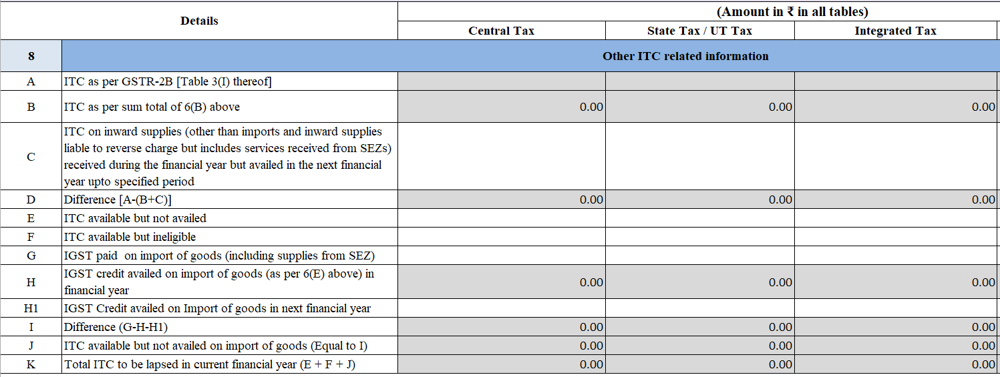 Details
(Amount in ₹ in all tables)
Central Tax State Tax / UT Tax Integrated Tax
8 Other ITC related information
A ITC as per GSTR-2B [Table 3(I) thereof]
B ITC as per sum total of 6(B) above 0.00 0.00 0.00
C ITC on inward supplies (other than imports and inward supplies
liable to reverse charge but includes services received from SEZs)
received during the financial year but availed in the next financial
year upto specified period
D Difference [A-(B+C)] 0.00 0.00 0.00
E ITC available but not availed
F ITC available but ineligible
G IGST paid on import of goods (including supplies from SEZ)
H IGST credit availed on import of goods (as per 6(E) above) in
financial year 0.00 0.00 0.00
H1 IGST Credit availed on Import of goods in next financial year
I Difference (G-H-H1) 0.00 0.00 0.00
J ITC available but not availed on import of goods (Equal to I) 0.00 0.00 0.00
K Total ITC to be lapsed in current financial year (E + F + J) 0.00 0.00 0.00